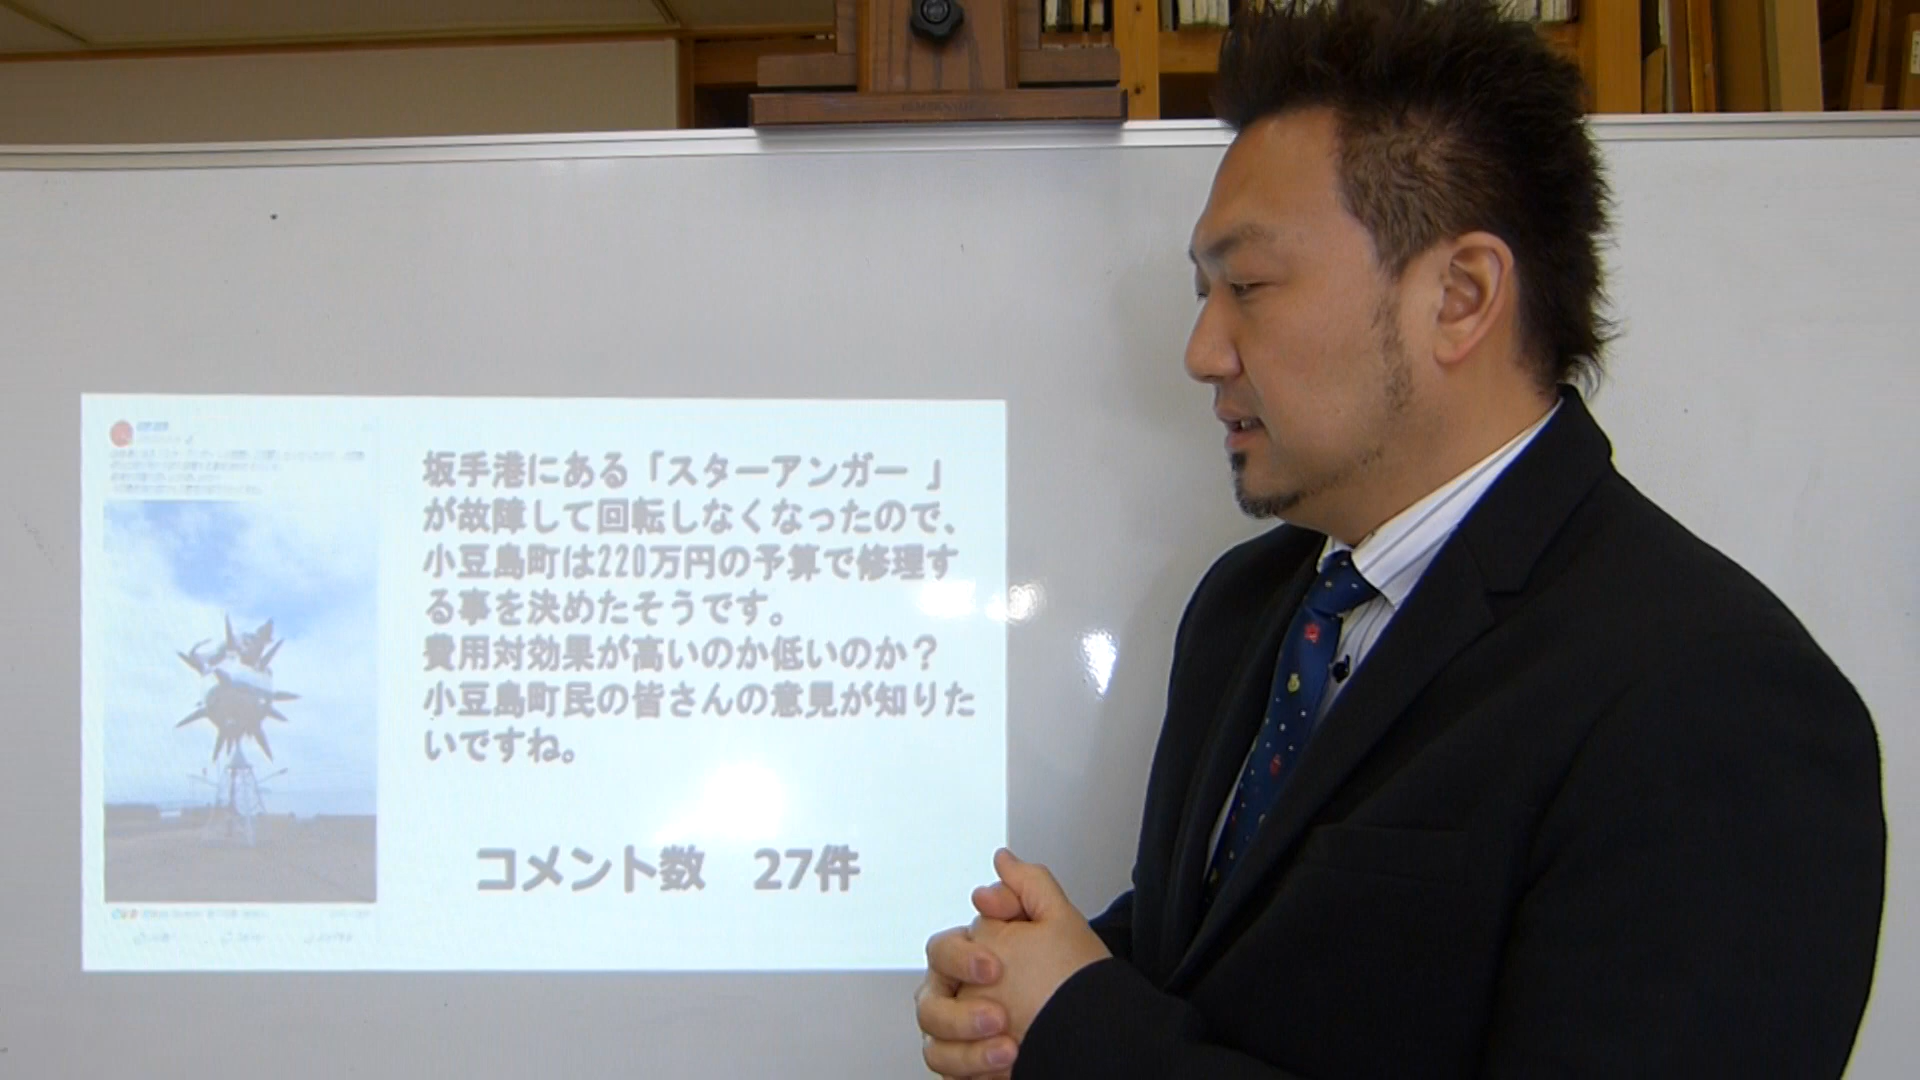 坂手港にある「スターアンガー 」
が故障して回転しなくなったので、
小豆島町は220万円の予算で修理す
る事を決めたそうです。
費用対効果が高いのか低いのか？
小豆島町民の皆さんの意見が知りた
いですね。
コメント数 27件